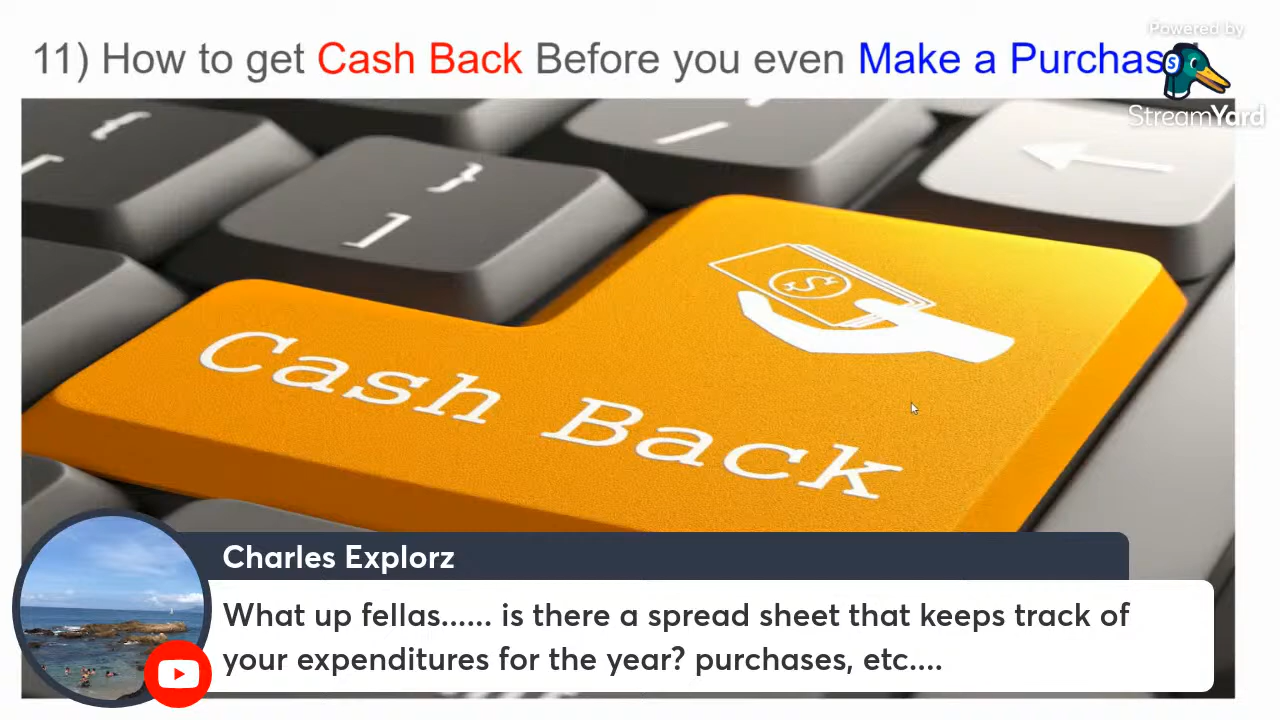 Powered by
11) How to get Cash Back Before you even Make a Purchas
StreamYard
}
]
$
Cash Back
Charles Explorz
What up fellas...... is there a spread sheet that keeps track of
your expenditures for the year? purchases, etc....